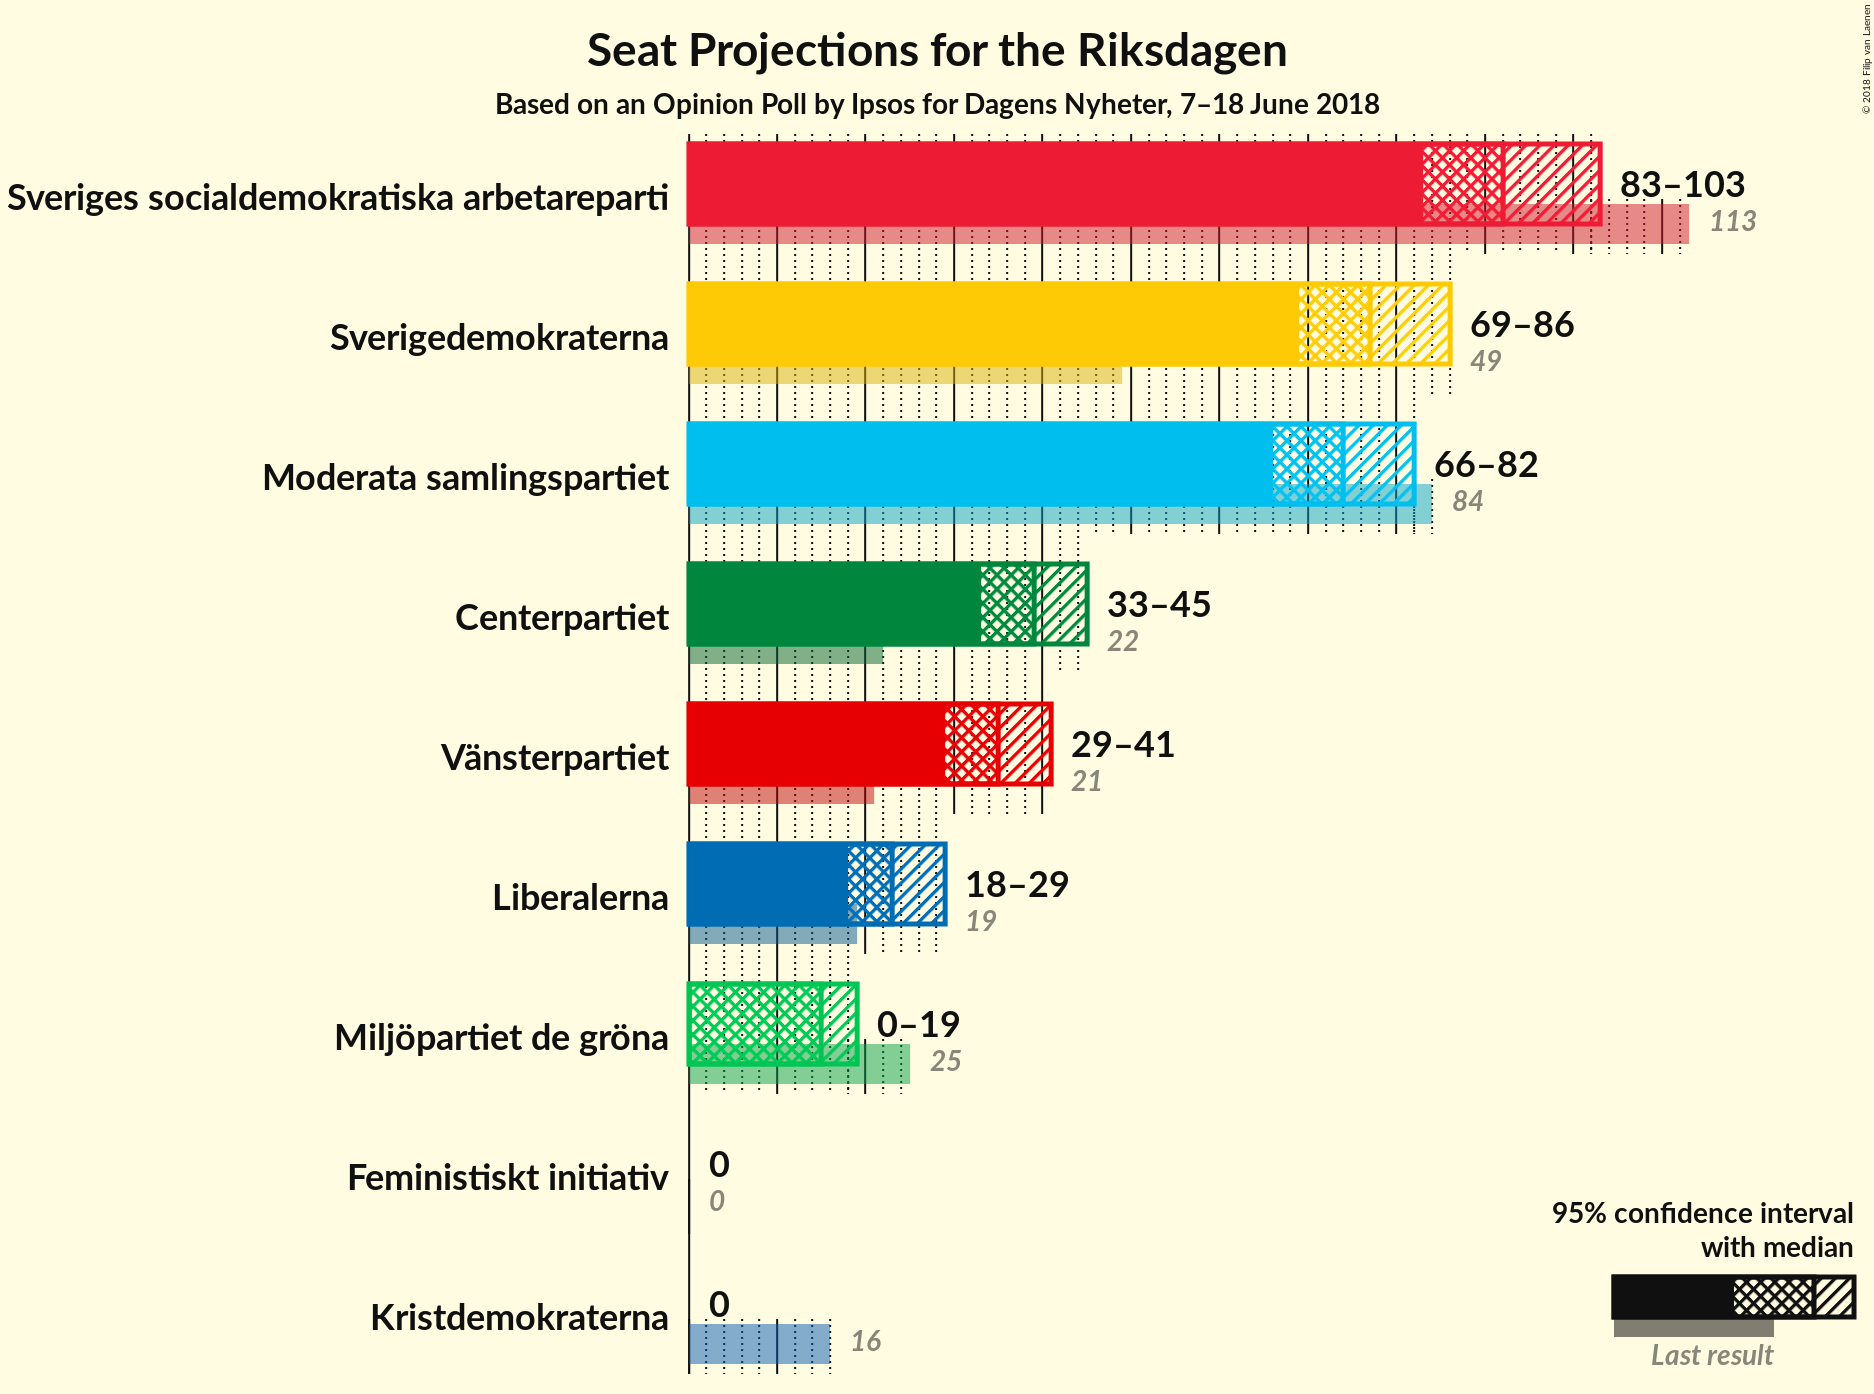 Seat Projections for the Riksdagen
Based on an Opinion Poll by Ipsos for Dagens Nyheter, 7–18 June 2018
© 2018 Filip van Laenen
Sveriges socialdemokratiska arbetareparti
83–103
113
Sverigedemokraterna
69–86
49
Moderata samlingspartiet
66–82
84
Centerpartiet
33–45
22
Vänsterpartiet
29–41
21
Liberalerna
18–29
19
Miljöpartiet de gröna
0–19
25
Feministiskt initiativ
0
0
Kristdemokraterna
0
16
95% confidence interval
with median
Last result